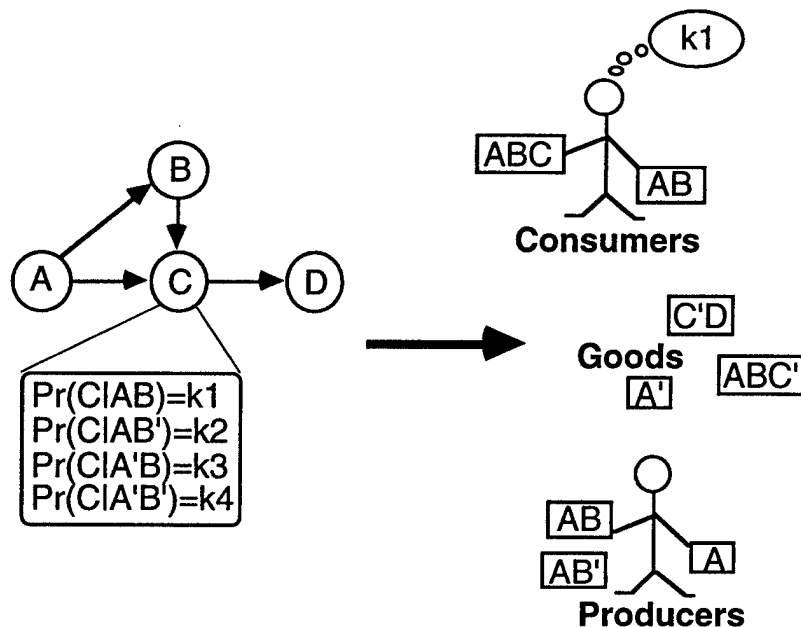 B
A
C
D
Pr(C|AB)=k1
Pr(C|AB')=k2
Pr(C|A'B)=k3
Pr(C|A'B')=k4
k1
ABC
AB
Consumers
C'D
Goods
ABC'
A'
AB
A
AB'
Producers